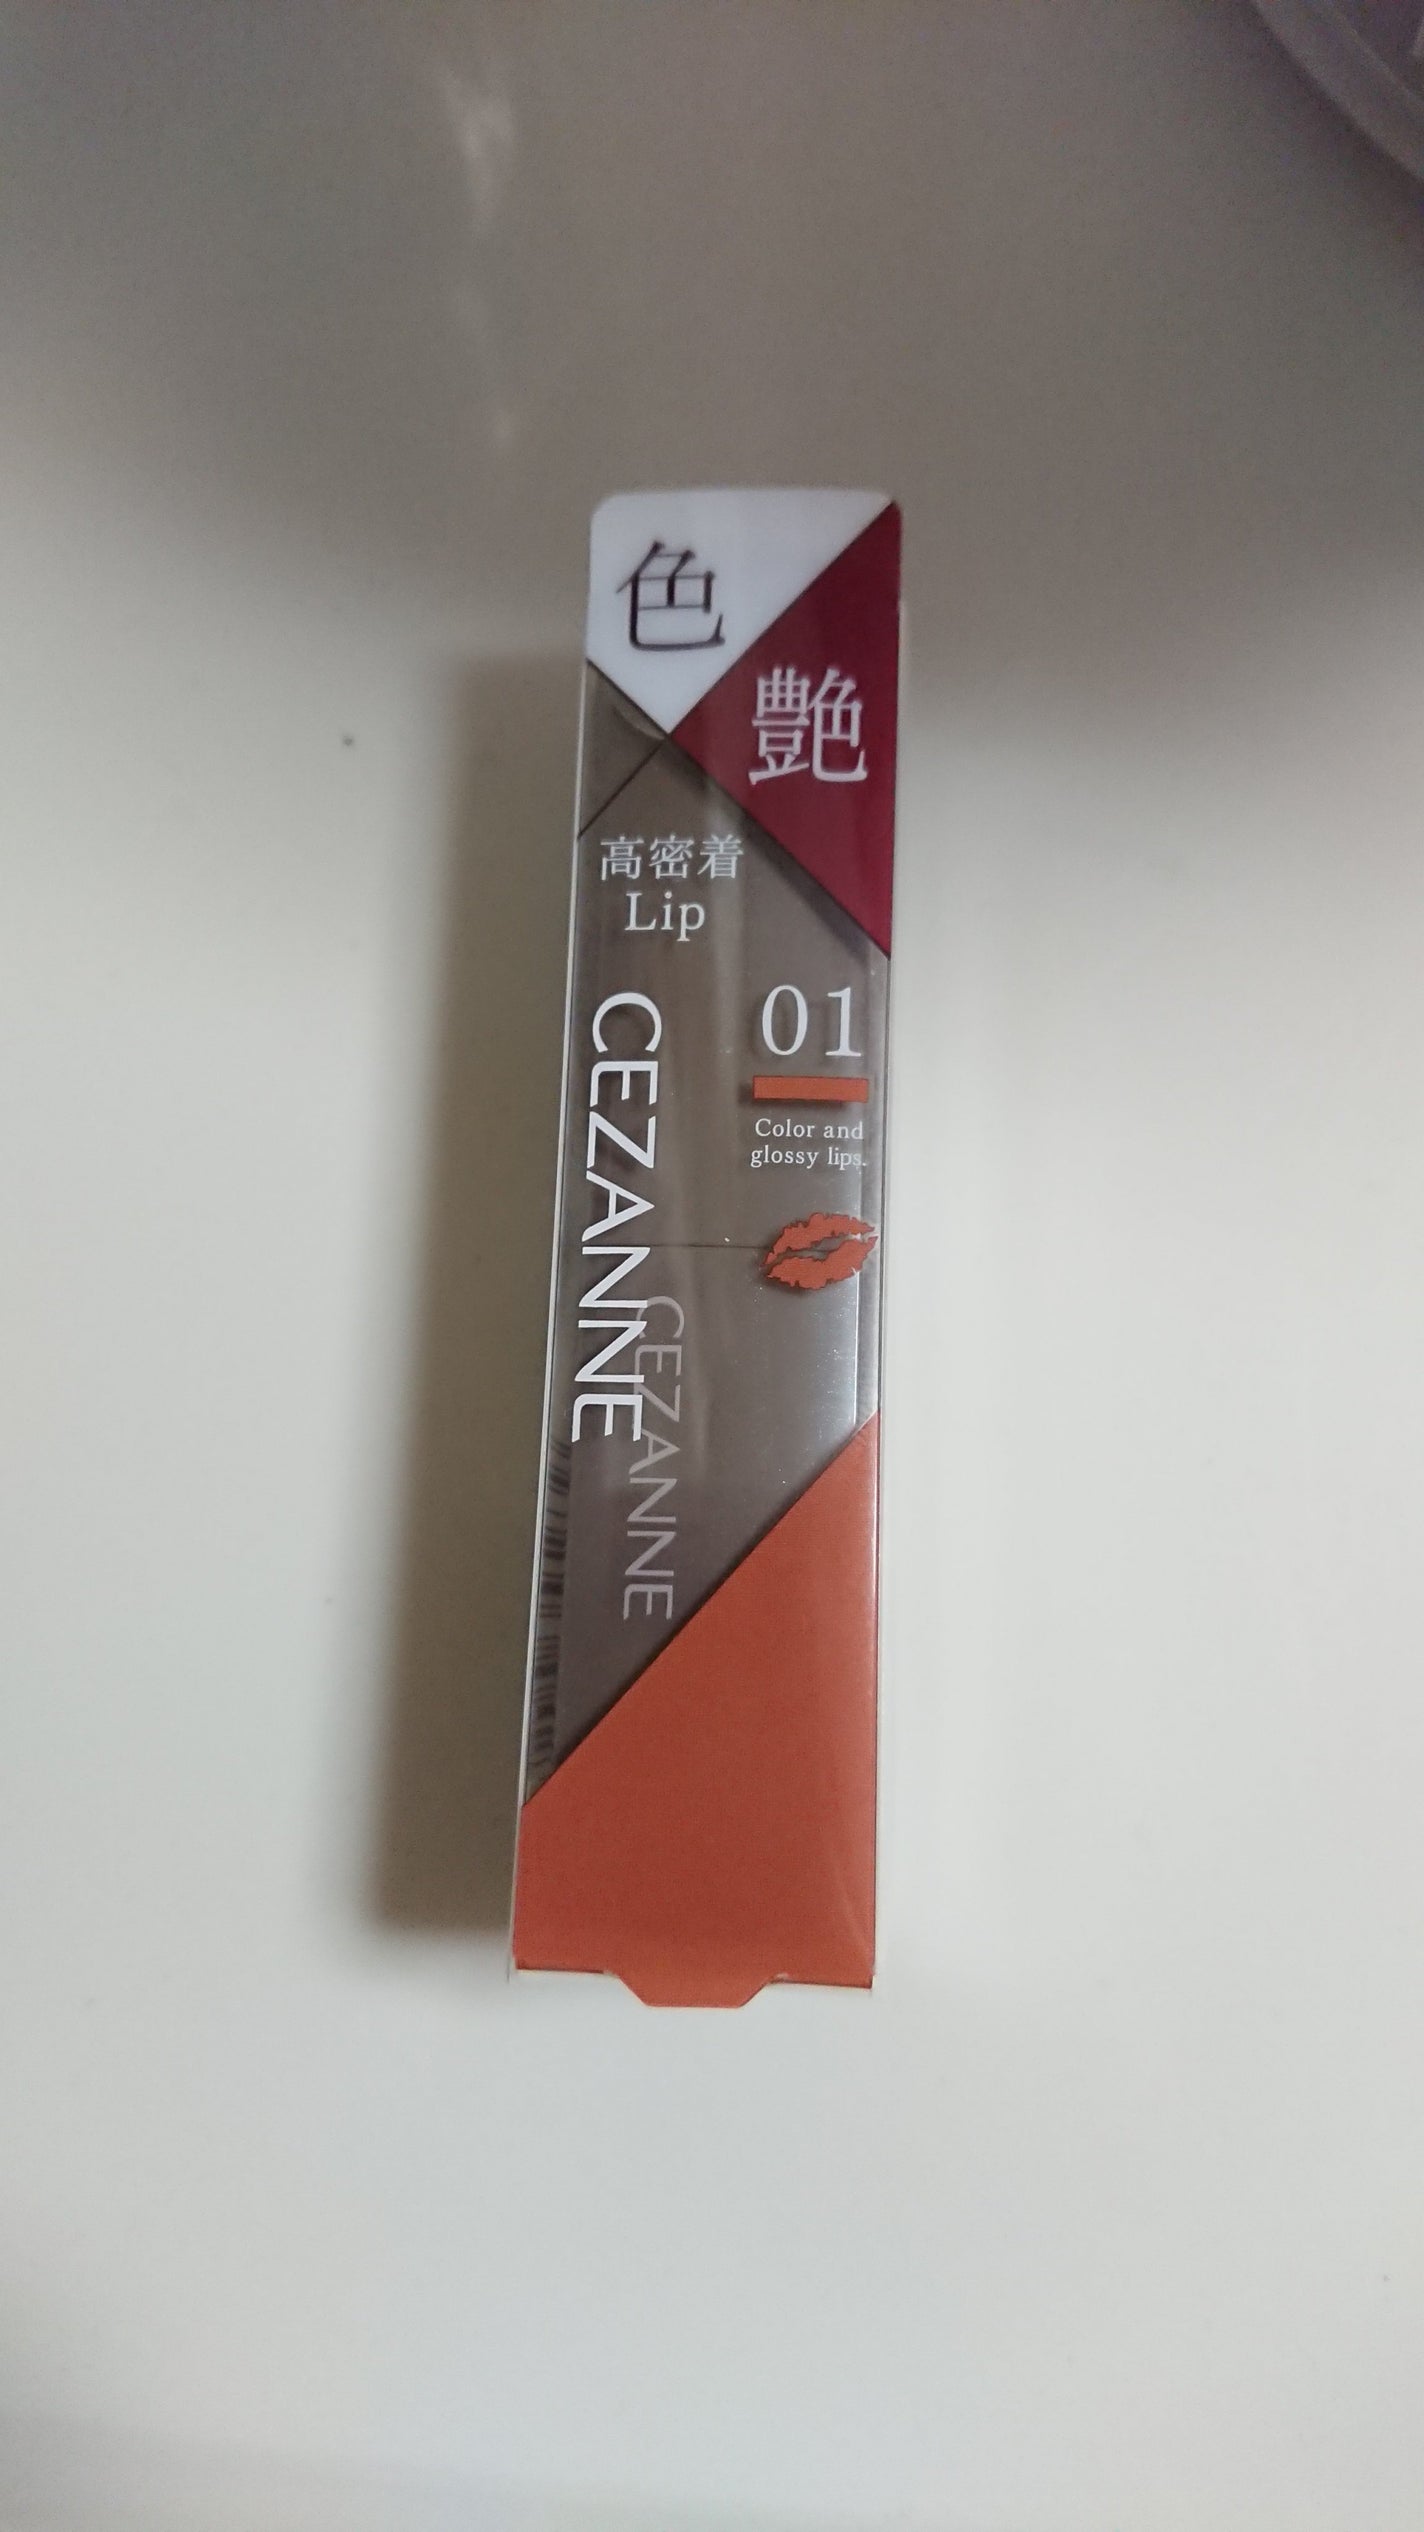 色
艶
高密着
Lip
01
Color and
glossy lips.
CEZANNE
CEZANNE